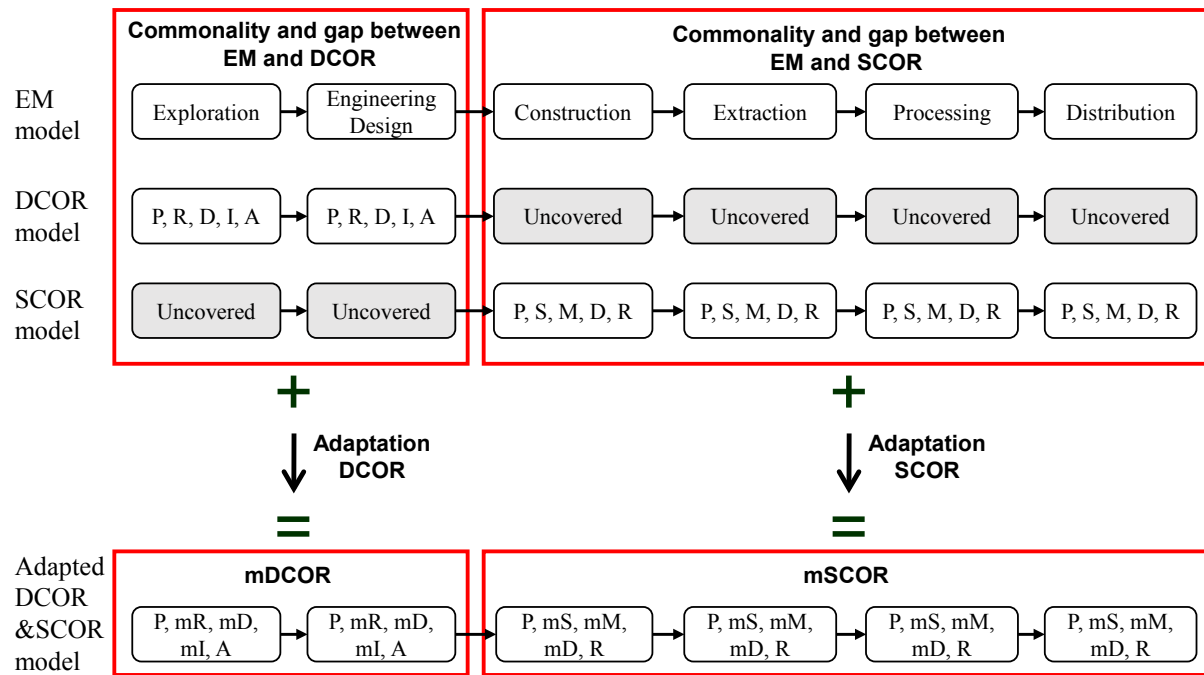 Commonality and gap between
EM and DCOR
Commonality and gap between
EM and SCOR
EM
model
Exploration
Engineering
Design
Construction
Extraction
Processing
Distribution
DCOR
model
P, R, D, I, A
P, R, D, I, A
Uncovered
Uncovered
Uncovered
Uncovered
SCOR
model
Uncovered
Uncovered
P, S, M, D, R
P, S, M, D, R
P, S, M, D, R
P, S, M, D, R
+
+
Adaptation
DCOR
Adaptation
SCOR
=
=
Adapted
DCOR
&SCOR
model
mDCOR
mSCOR
P, mR, mD,
mI, A
P, mR, mD,
mI, A
P, mS, mM,
mD, R
P, mS, mM,
mD, R
P, mS, mM,
mD, R
P, mS, mM,
mD, R